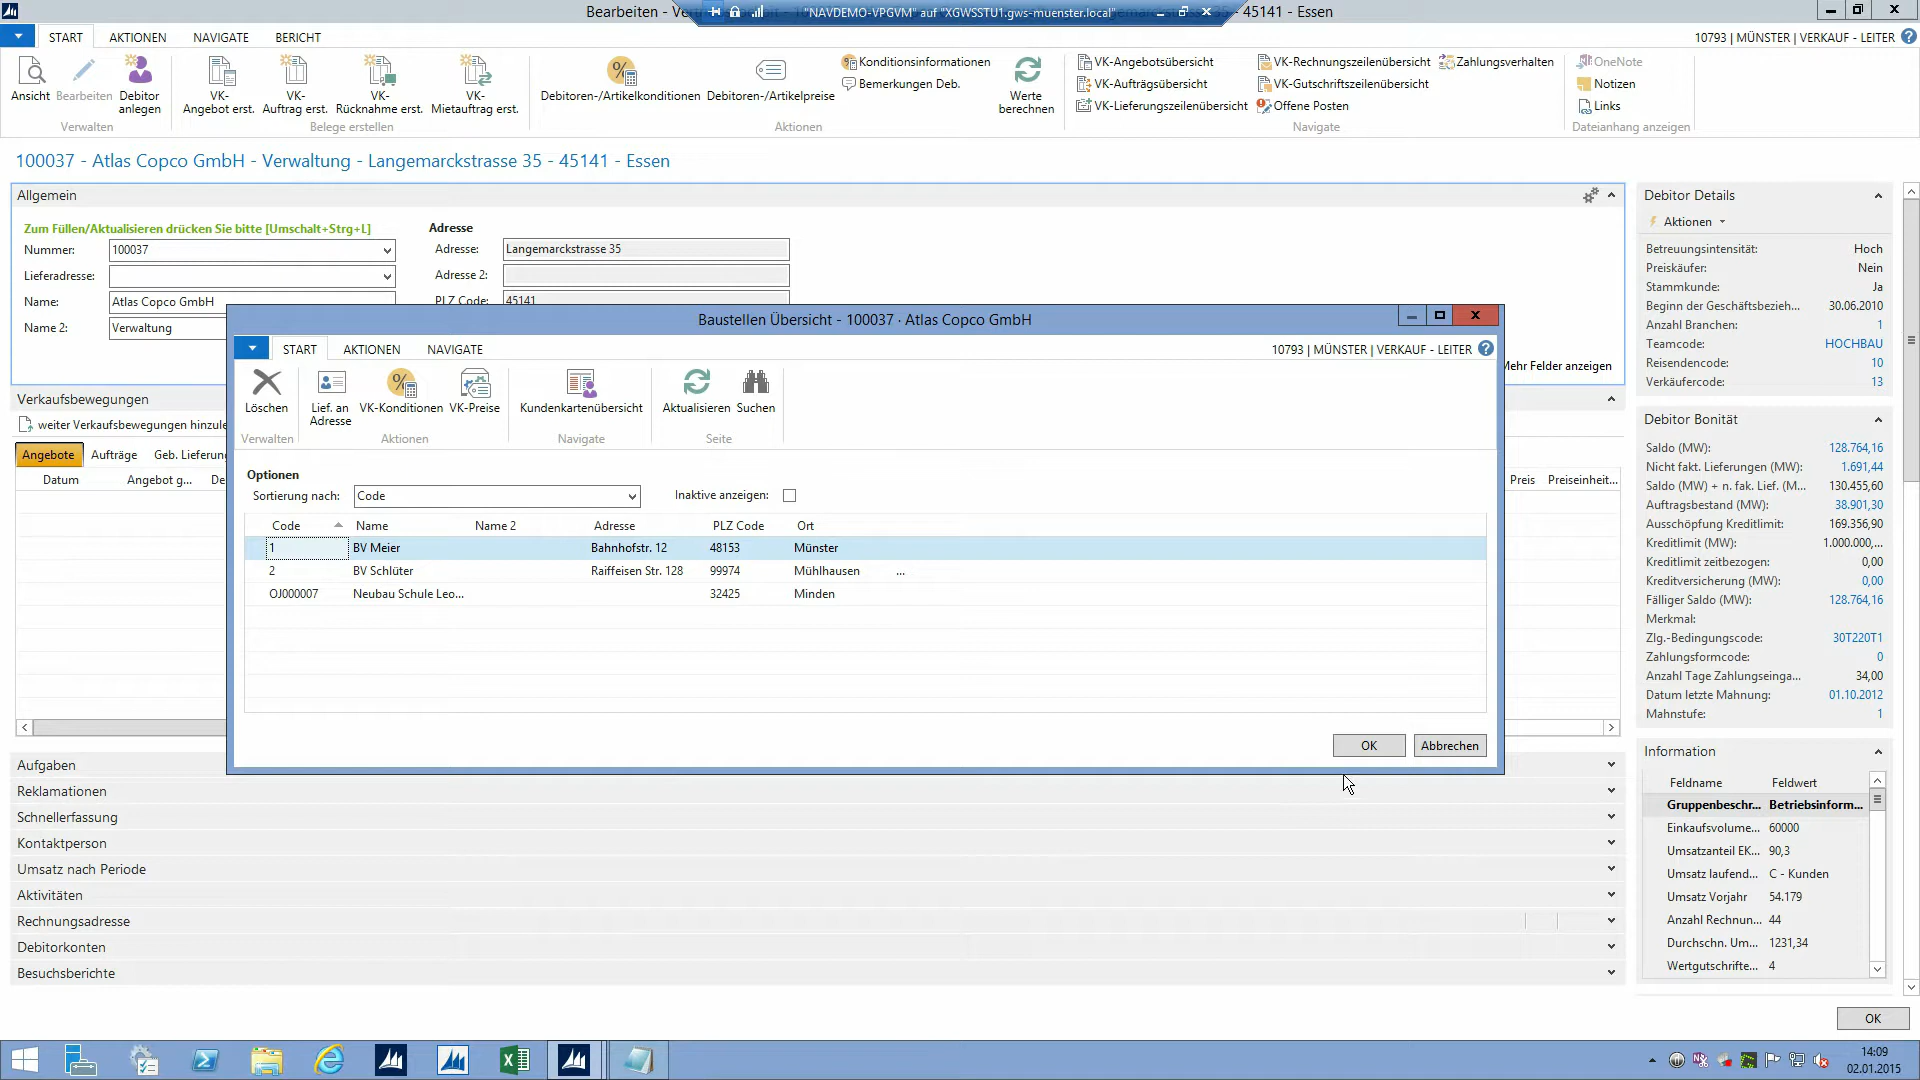 Bearbeiten - Ver
"NAVDEMO-VPGVM" auf "XGWSSTU1.gws-muenster.local"
- 45141 - Essen
START AKTIONEN NAVIGATE BERICHT
10793 | MÜNSTER | VERKAUF - LEITER
Ansicht
Bearbeiten
Debitor anlegen
Verwalten
VK-Angebot erst.
VK-Auftrag erst.
VK-Rücknahme erst.
VK-Mietauftrag erst.
Belege erstellen
Debitoren-/Artikelkonditionen
Debitoren-/Artikelpreise
Konditionsinformationen
Bemerkungen Deb.
Werte berechnen
Aktionen
VK-Angebotsübersicht
VK-Auftragsübersicht
VK-Lieferungszeilenübersicht
VK-Rechnungszeilenübersicht
VK-Gutschriftszeilenübersicht
Offene Posten
Zahlungsverhalten
Navigate
OneNote
Notizen
Links
Dateianhang anzeigen
100037 - Atlas Copco GmbH - Verwaltung - Langemarckstrasse 35 - 45141 - Essen
Allgemein
Zum Füllen/Aktualisieren drücken Sie bitte [Umschalt+Strg+L]
Nummer: 100037
Lieferadresse:
Name: Atlas Copco GmbH
Name 2: Verwaltung
Adresse
Adresse: Langemarckstrasse 35
Adresse 2:
PLZ Code: 45141
Mehr Felder anzeigen
Verkaufsbewegungen
weiter Verkaufsbewegungen hinzule
Angebote Aufträge Geb. Lieferung
Datum Angebot g... De
Preis Preiseinheit...
Baustellen Übersicht - 100037 · Atlas Copco GmbH
START AKTIONEN NAVIGATE
10793 | MÜNSTER | VERKAUF - LEITER
Löschen
Verwalten
Lief. an Adresse
VK-Konditionen
VK-Preise
Aktionen
Kundenkartenübersicht
Navigate
Aktualisieren
Suchen
Seite
Optionen
Sortierung nach: Code
Inaktive anzeigen:
Code Name Name 2 Adresse PLZ Code Ort
1 BV Meier Bahnhofstr. 12 48153 Münster
2 BV Schlüter Raiffeisen Str. 128 99974 Mühlhausen ...
OJ000007 Neubau Schule Leo... 32425 Minden
OK
Abbrechen
Aufgaben
Reklamationen
Schnellerfassung
Kontaktperson
Umsatz nach Periode
Aktivitäten
Rechnungsadresse
Debitorkonten
Besuchsberichte
Debitor Details
Aktionen
Betreuungsintensität: Hoch
Preiskäufer: Nein
Stammkunde: Ja
Beginn der Geschäftsbezieh... 30.06.2010
Anzahl Branchen: 1
Teamcode: HOCHBAU
Reisendencode: 10
Verkäufercode: 13
Debitor Bonität
Saldo (MW): 128.764,16
Nicht fakt. Lieferungen (MW): 1.691,44
Saldo (MW) + n. fak. Lief. (M... 130.455,60
Auftragsbestand (MW): 38.901,30
Ausschöpfung Kreditlimit: 169.356,90
Kreditlimit (MW): 1.000.000,...
Kreditlimit zeitbezogen: 0,00
Kreditversicherung (MW): 0,00
Fälliger Saldo (MW): 128.764,16
Merkmal:
Zlg.-Bedingungscode: 30T220T1
Zahlungsformcode: 0
Anzahl Tage Zahlungseinga... 34,00
Datum letzte Mahnung: 01.10.2012
Mahnstufe: 1
Information
Feldname Feldwert
Gruppenbeschr... Betriebsinform...
Einkaufsvolume... 60000
Umsatzanteil EK... 90,3
Umsatz laufend... C - Kunden
Umsatz Vorjahr 54.179
Anzahl Rechnun... 44
Durchschn. Um... 1231,34
Wertgutschrifte... 4
OK
14:09
02.01.2015